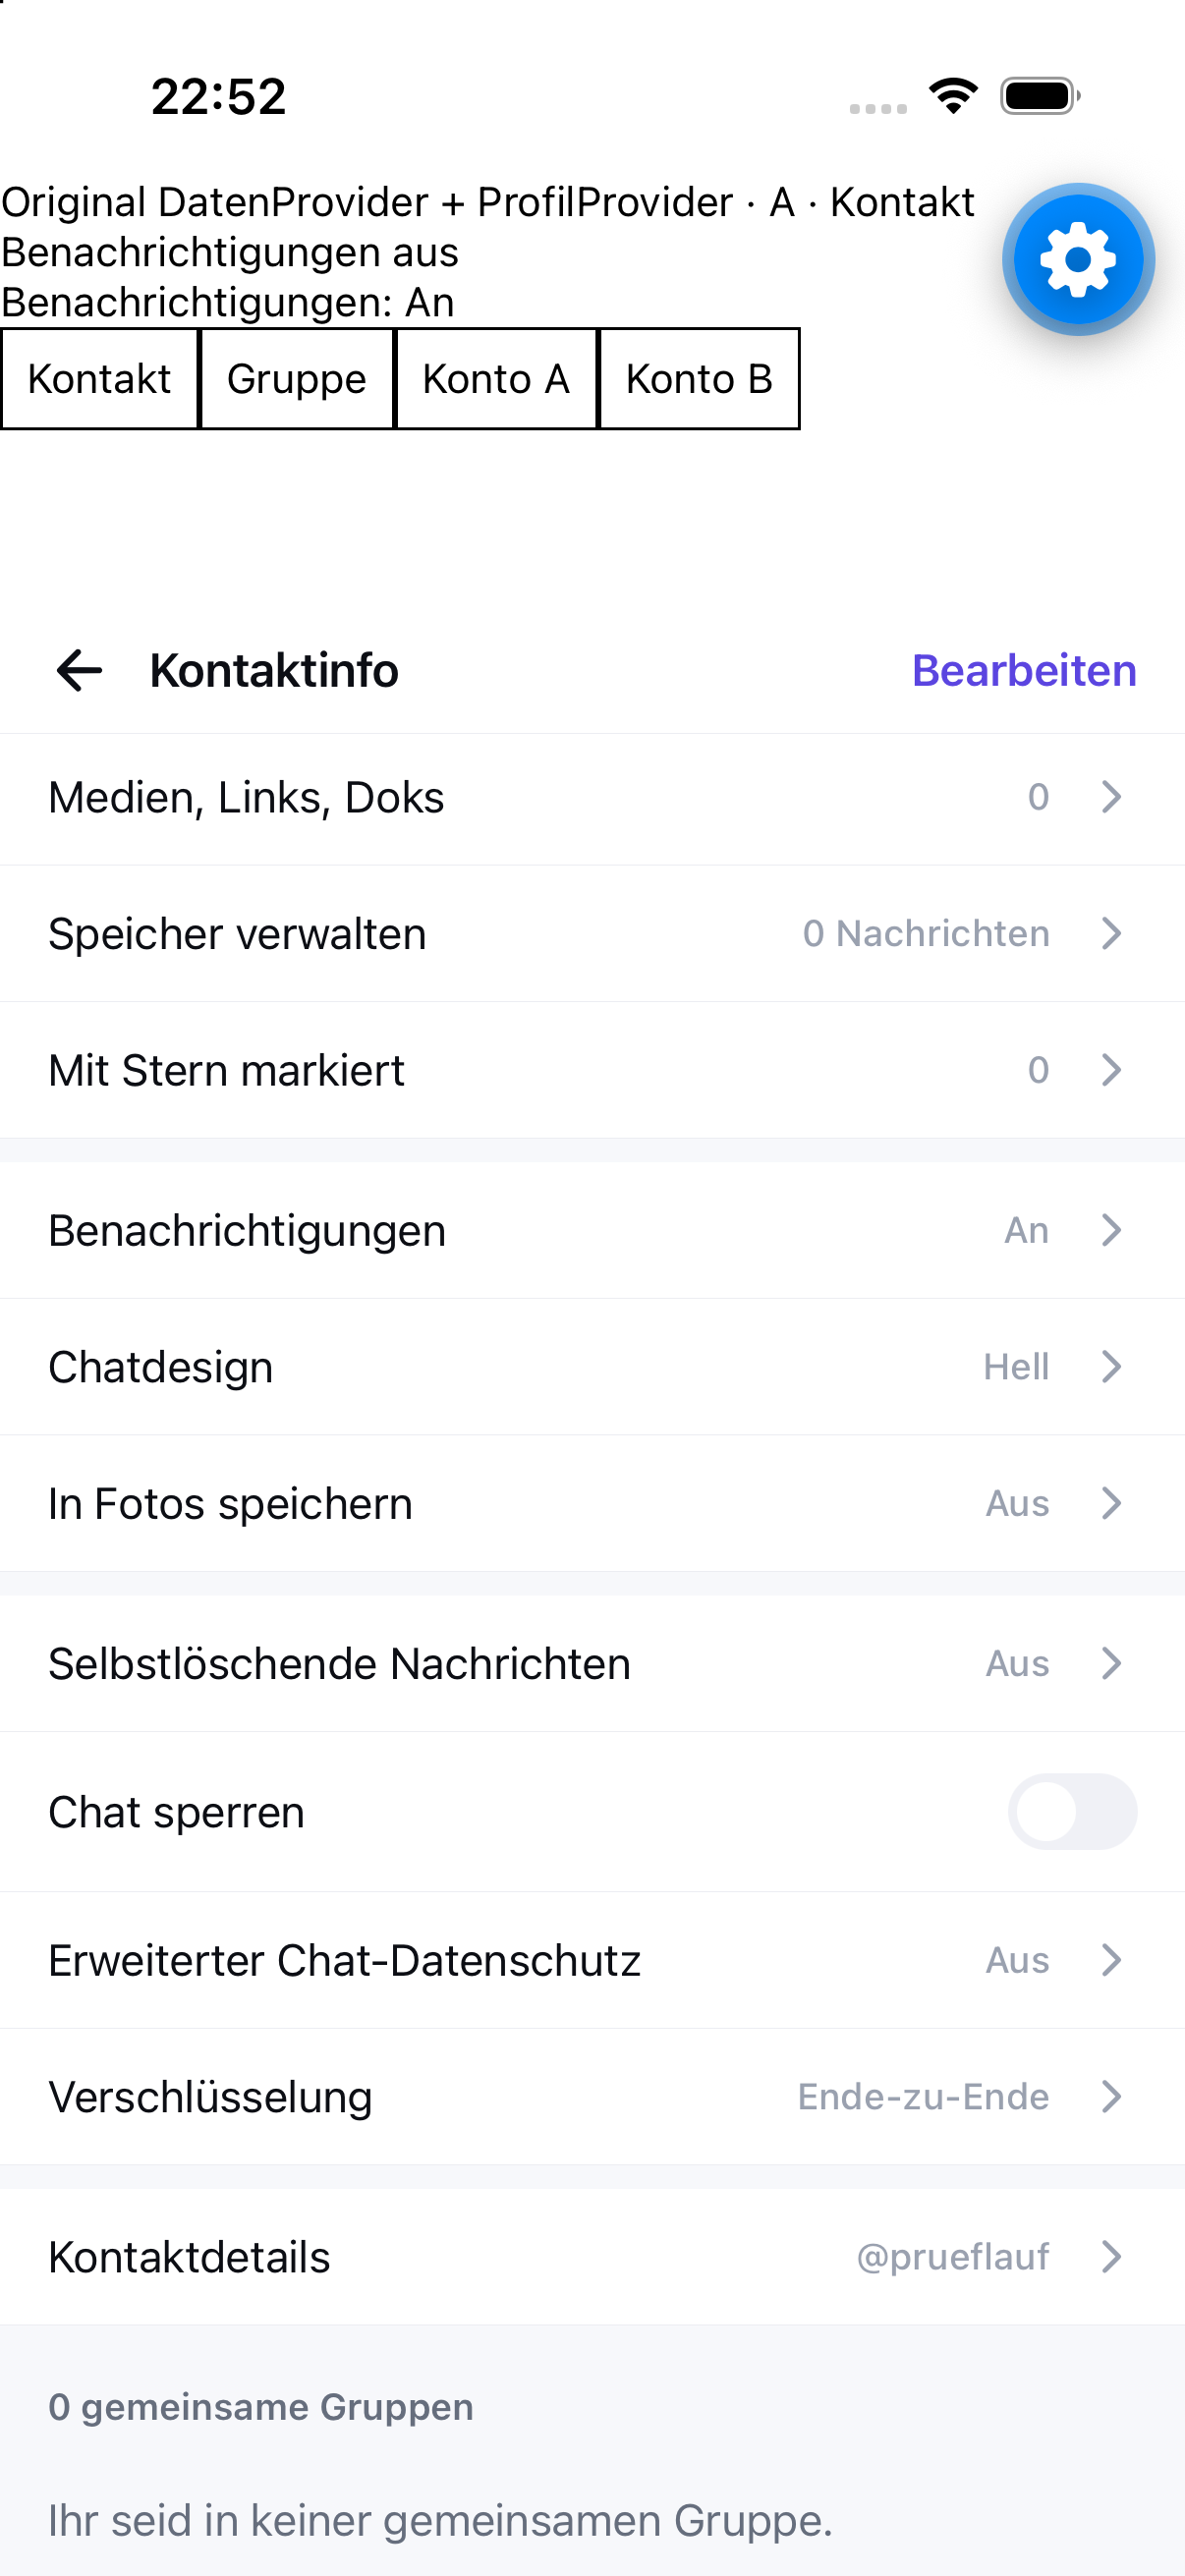 22:52
Original DatenProvider + ProfilProvider · A · Kontakt
Benachrichtigungen aus
Benachrichtigungen: An
Kontakt Gruppe Konto A Konto B
Kontaktinfo Bearbeiten
Medien, Links, Doks 0
Speicher verwalten 0 Nachrichten
Mit Stern markiert 0
Benachrichtigungen An
Chatdesign Hell
In Fotos speichern Aus
Selbstlöschende Nachrichten Aus
Chat sperren
Erweiterter Chat-Datenschutz Aus
Verschlüsselung Ende-zu-Ende
Kontaktdetails @prueflauf
0 gemeinsame Gruppen
Ihr seid in keiner gemeinsamen Gruppe.